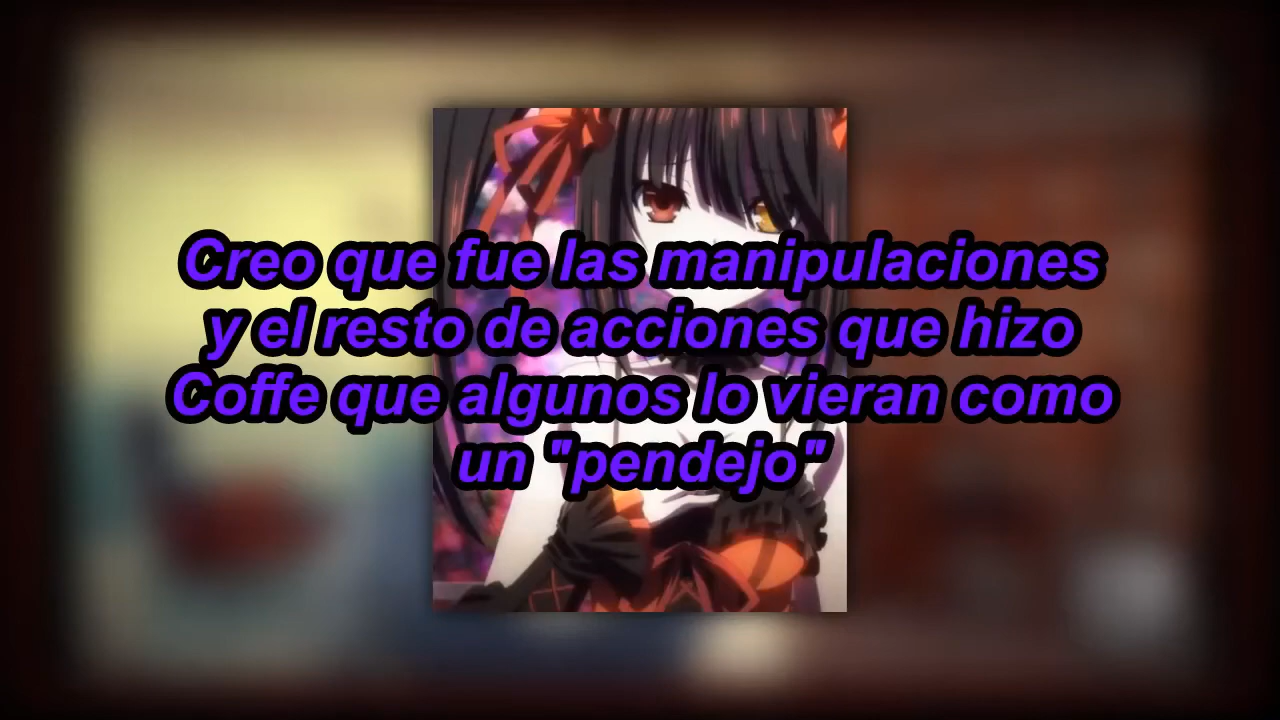 Creo que fue las manipulaciones
y el resto de acciones que hizo
Coffe que algunos lo vieran como
un "pendejo"